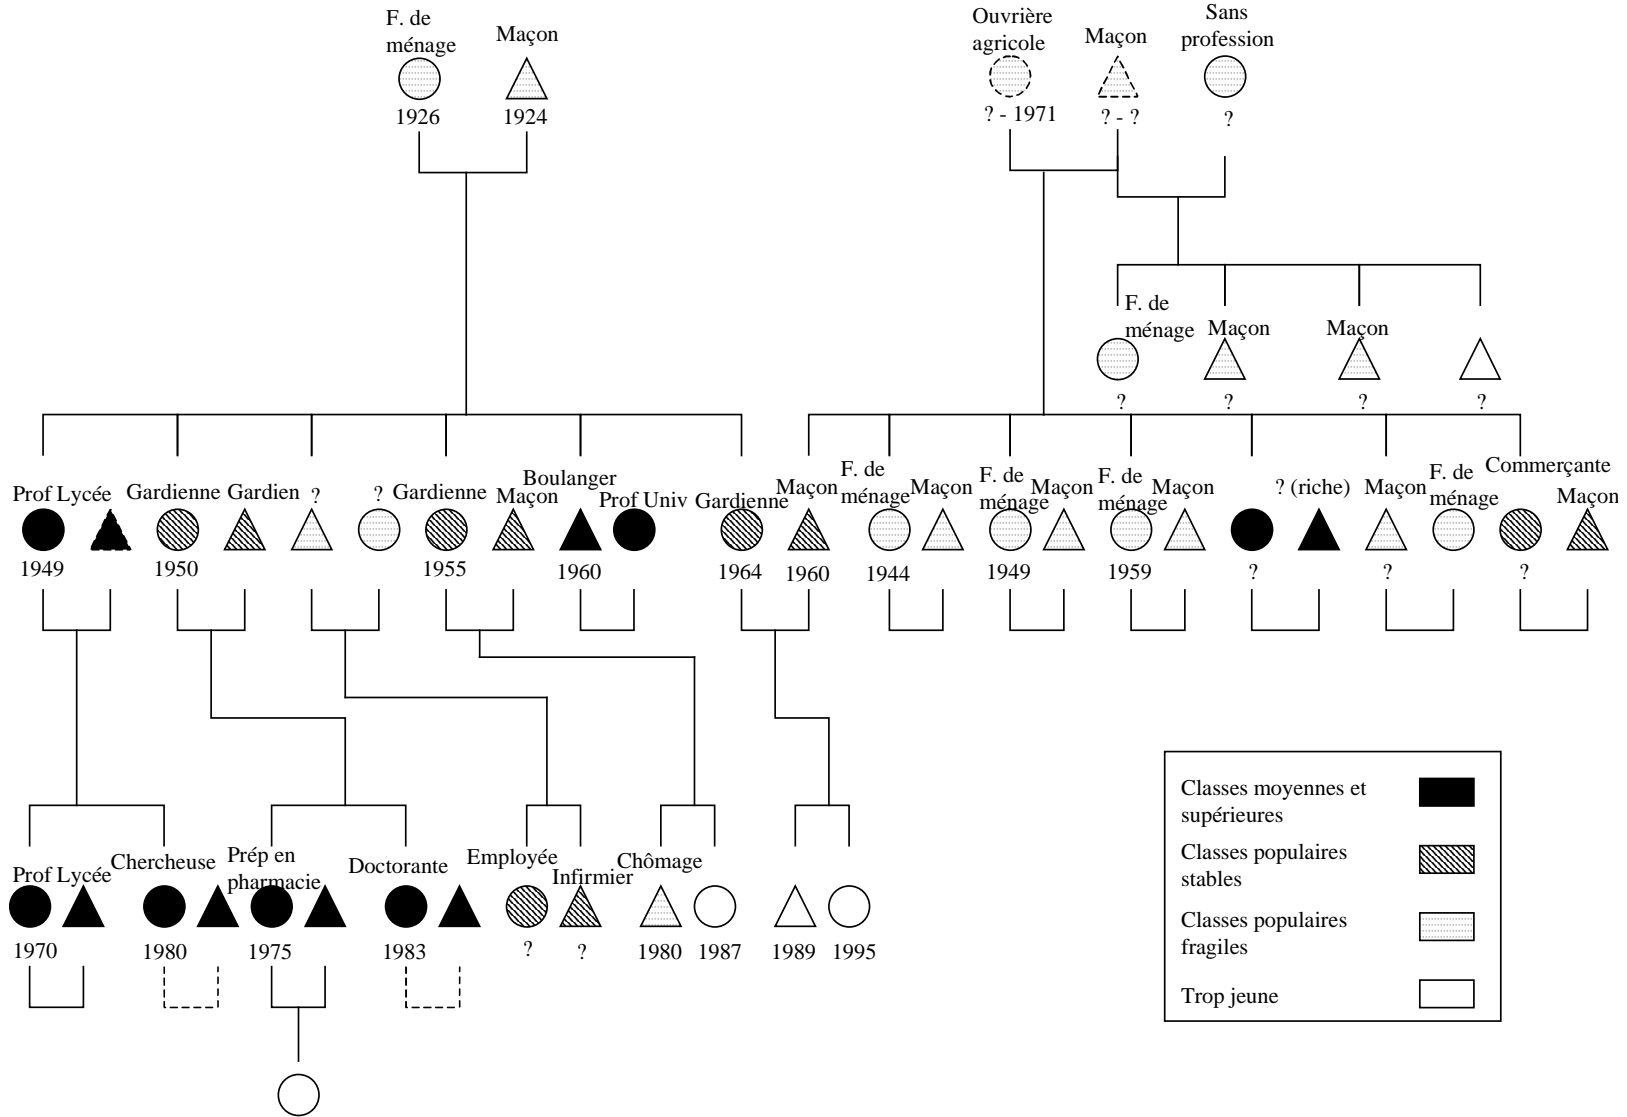 F. de
ménage
Maçon
Ouvrière
agricole
Maçon
Sans
profession
1926
1924
? - 1971
? - ?
?
F. de
ménage
Maçon
Maçon
?
?
?
?
Prof Lycée
Gardienne
Gardien
?
?
Gardienne
Maçon
Boulanger
Prof Univ
Gardienne
Maçon
F. de
ménage
Maçon
F. de
ménage
Maçon
F. de
ménage
Maçon
? (riche)
Maçon
F. de
ménage
Commerçante
Maçon
1949
1950
1955
1960
1964
1960
1944
1949
1959
?
?
?
Prof Lycée
Chercheuse
Prép en
pharmacie
Doctorante
Employée
Infirmier
Chômage
1970
1980
1975
1983
?
?
1980
1987
1989
1995
Classes moyennes et
supérieures
Classes populaires
stables
Classes populaires
fragiles
Trop jeune